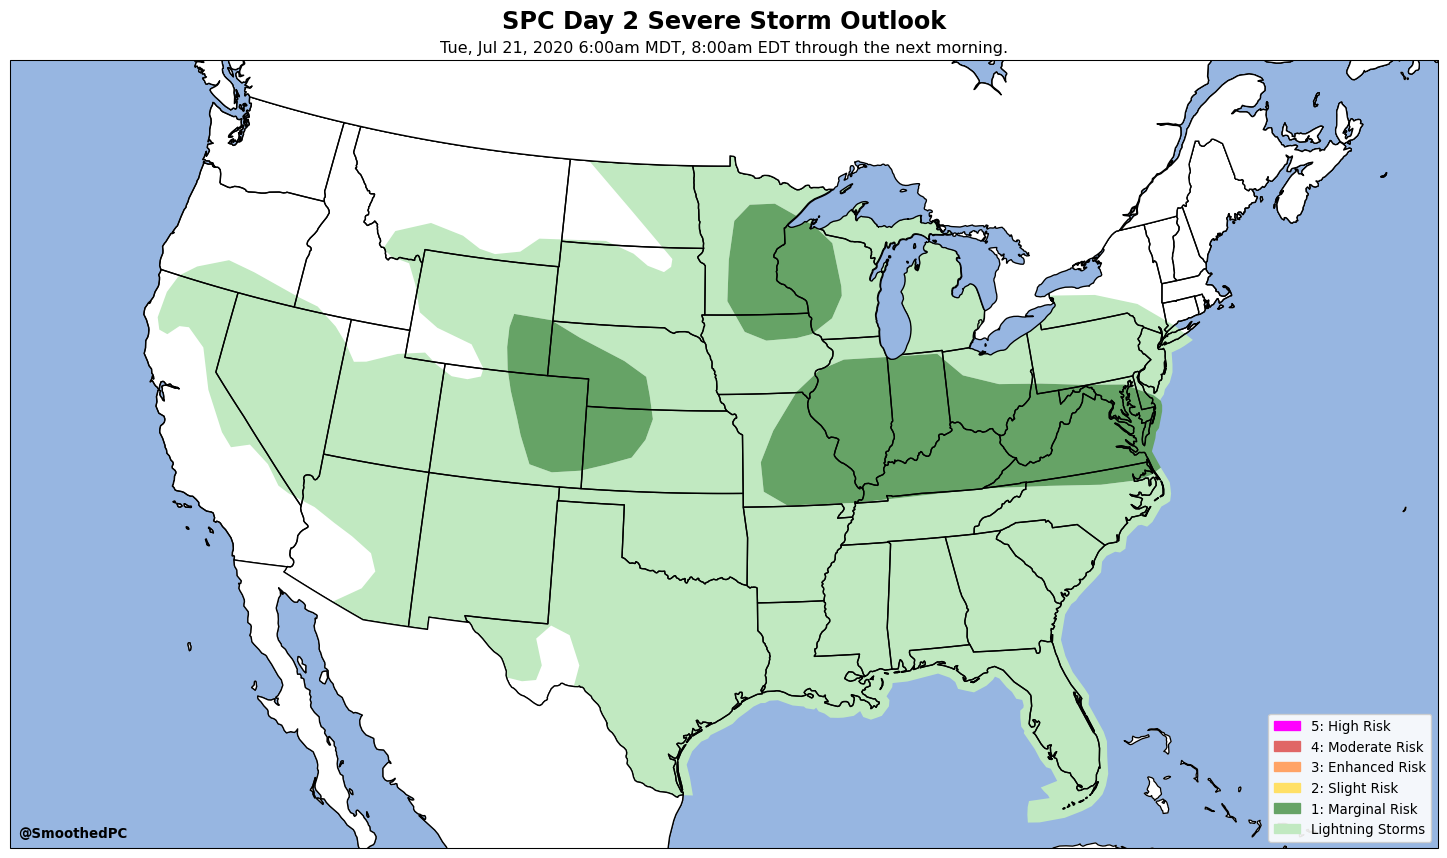 SPC Day 2 Severe Storm Outlook
Tue, Jul 21, 2020 6:00am MDT, 8:00am EDT through the next morning.
5: High Risk
4: Moderate Risk
3: Enhanced Risk
2: Slight Risk
1: Marginal Risk
Lightning Storms
@SmoothedPC